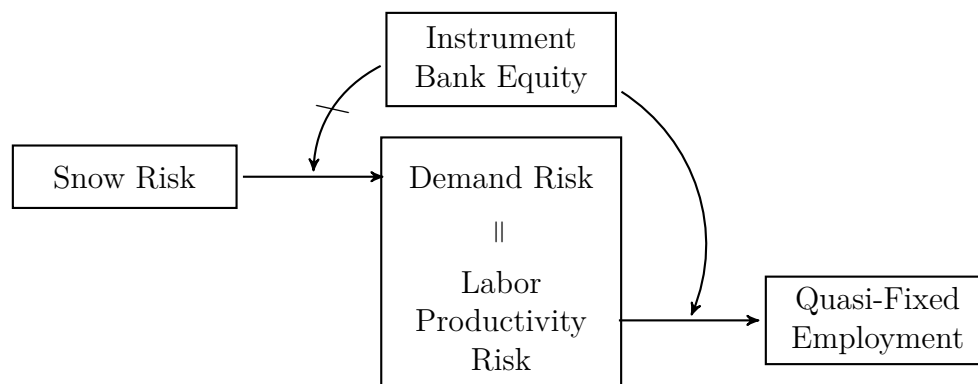 Instrument
Bank Equity
Snow Risk
Demand Risk
=
Labor
Productivity
Risk
Quasi-Fixed
Employment